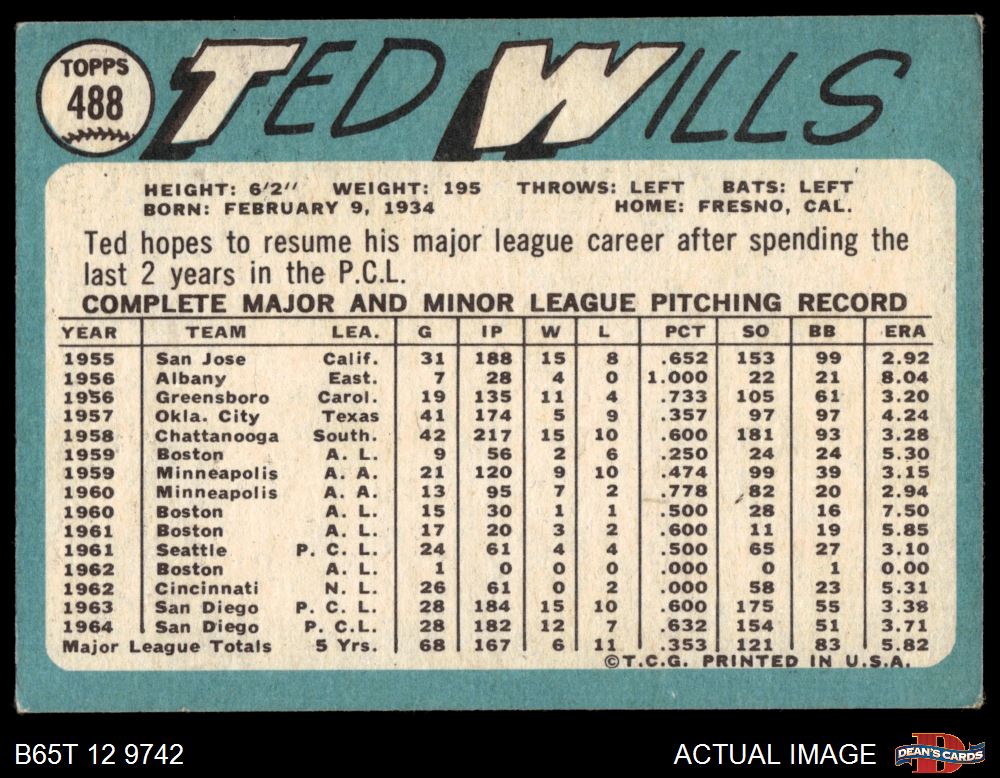 TOPPS
488
TED WILLS
HEIGHT: 6'2" WEIGHT: 195 THROWS: LEFT BATS: LEFT
BORN: FEBRUARY 9, 1934 HOME: FRESNO, CAL.
Ted hopes to resume his major league career after spending the
last 2 years in the P.C.L.
COMPLETE MAJOR AND MINOR LEAGUE PITCHING RECORD
YEAR TEAM LEA. G IP W L PCT SO BB ERA
1955 San Jose Calif. 31 188 15 8 .652 153 99 2.92
1956 Albany East. 7 28 4 0 1.000 22 21 8.04
1956 Greensboro Carol. 19 135 11 4 .733 105 61 3.20
1957 Okla. City Texas 41 174 5 9 .357 97 97 4.24
1958 Chattanooga South. 42 217 15 10 .600 181 93 3.28
1959 Boston A. L. 9 56 2 6 .250 24 24 5.30
1959 Minneapolis A. A. 21 120 9 10 .474 99 39 3.15
1960 Minneapolis A. A. 13 95 7 2 .778 82 20 2.94
1960 Boston A. L. 15 30 1 1 .500 28 16 7.50
1961 Boston A. L. 17 20 3 2 .600 11 19 5.85
1961 Seattle P. C. L. 24 61 4 4 .500 65 27 3.10
1962 Boston A. L. 1 0 0 0 .000 0 1 0.00
1962 Cincinnati N. L. 26 61 0 2 .000 58 23 5.31
1963 San Diego P. C. L. 28 184 15 10 .600 175 55 3.38
1964 San Diego P. C.L. 28 182 12 7 .632 154 51 3.71
Major League Totals 5 Yrs. 68 167 6 11 .353 121 83 5.82
©T.C.G. PRINTED IN U.S.A.
B65T 12 9742 ACTUAL IMAGE
D
DEAN'S CARDS